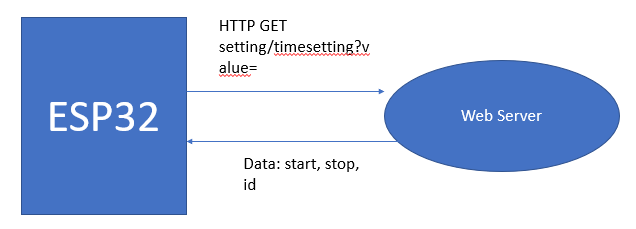 HTTP GET
setting/timesetting?v
alue=
ESP32
Web Server
Data: start, stop,
id